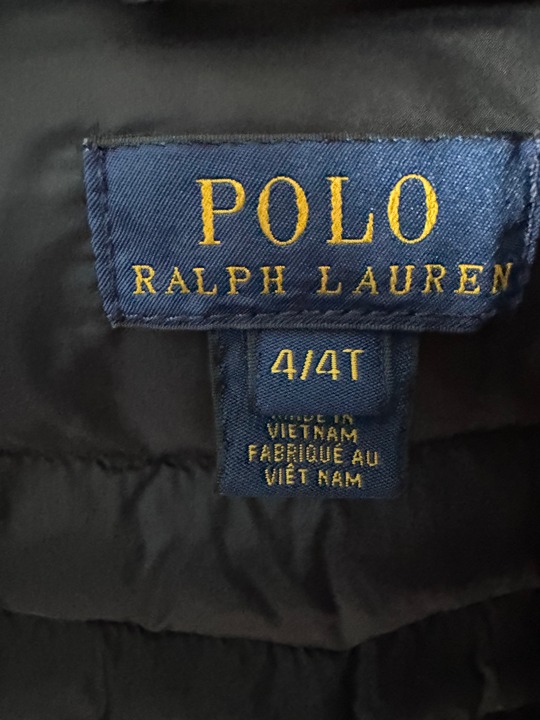 POLO
RALPH LAUREN
4/4T
MADE IN
VIETNAM
FABRIQUÉ AU
VIÊT NAM